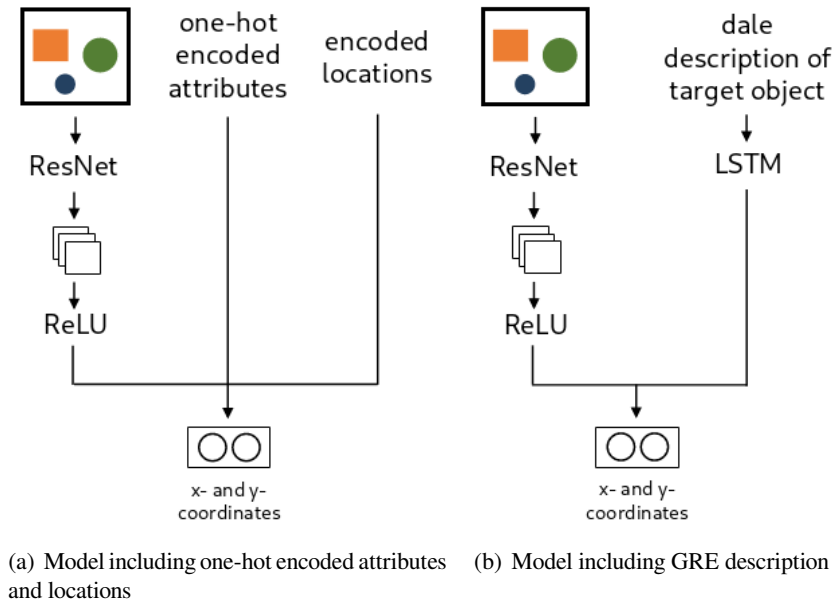 one-hot
encoded
attributes
encoded
locations
ResNet
ReLU
x- and y-
coordinates
dale
description of
target object
ResNet
LSTM
ReLU
x- and y-
coordinates
(a) Model including one-hot encoded attributes
and locations
(b) Model including GRE description